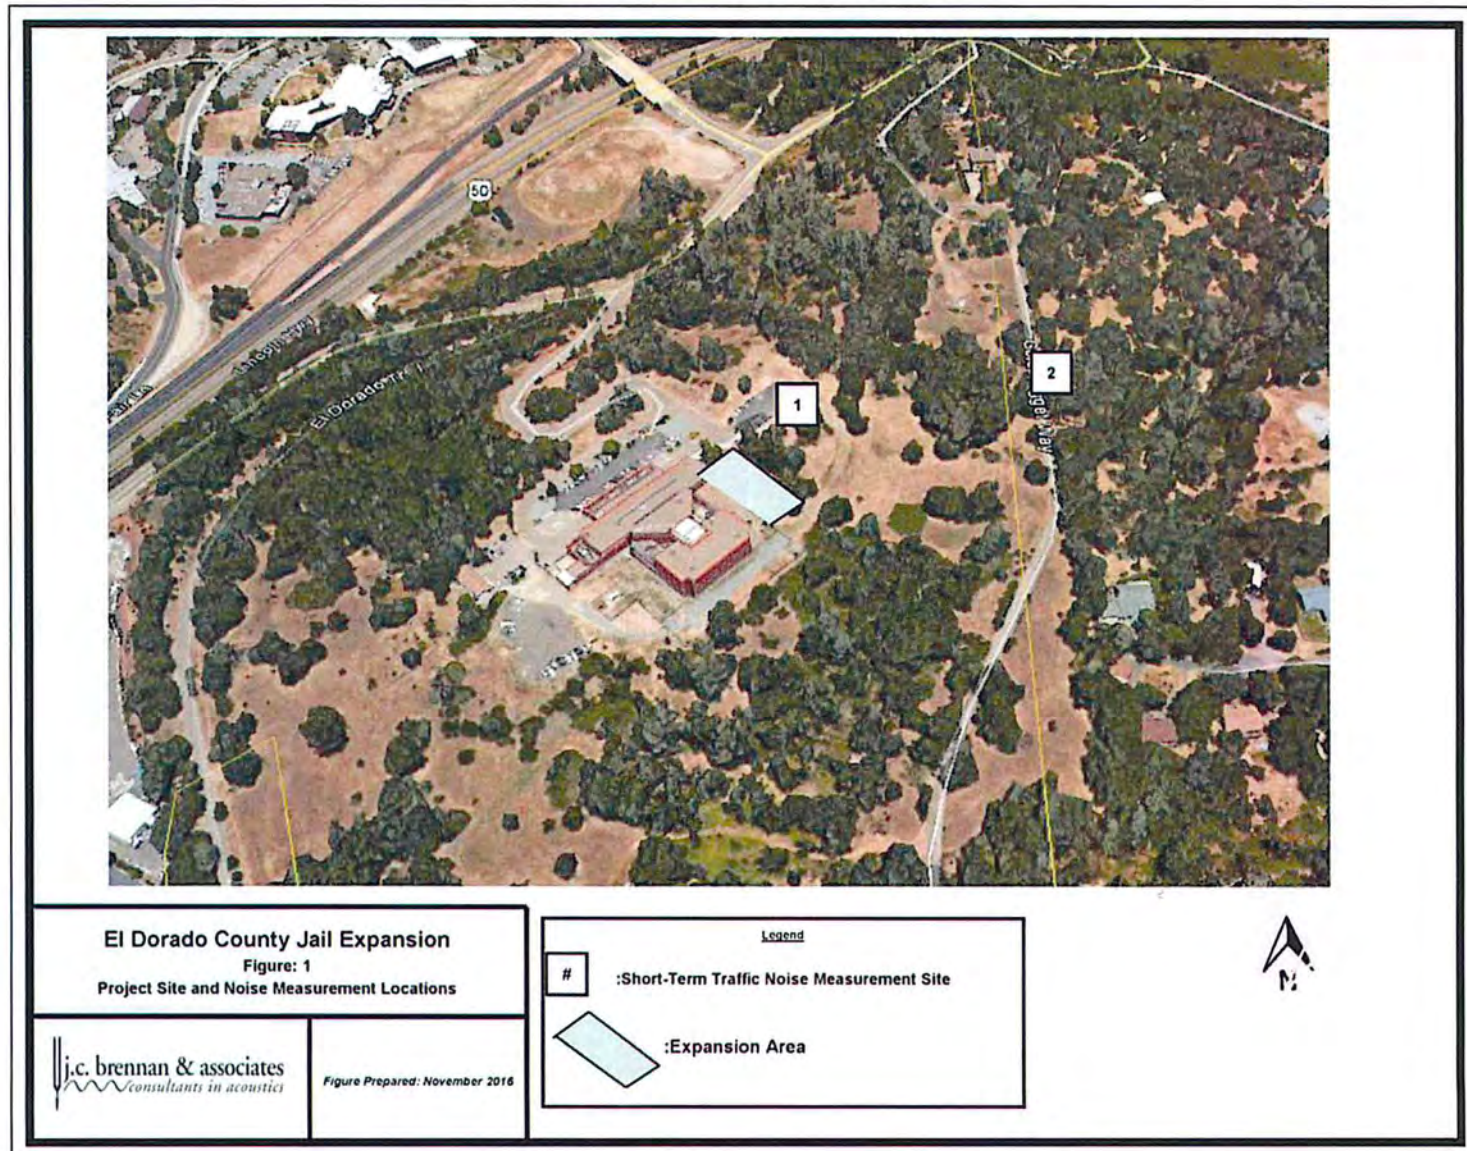 50
El Dorado Tr
1
2
El Dorado County Jail Expansion
Figure: 1
Project Site and Noise Measurement Locations
j.c. brennan & associates
consultants in acoustics
Figure Prepared: November 2016
Legend
# :Short-Term Traffic Noise Measurement Site
:Expansion Area
N